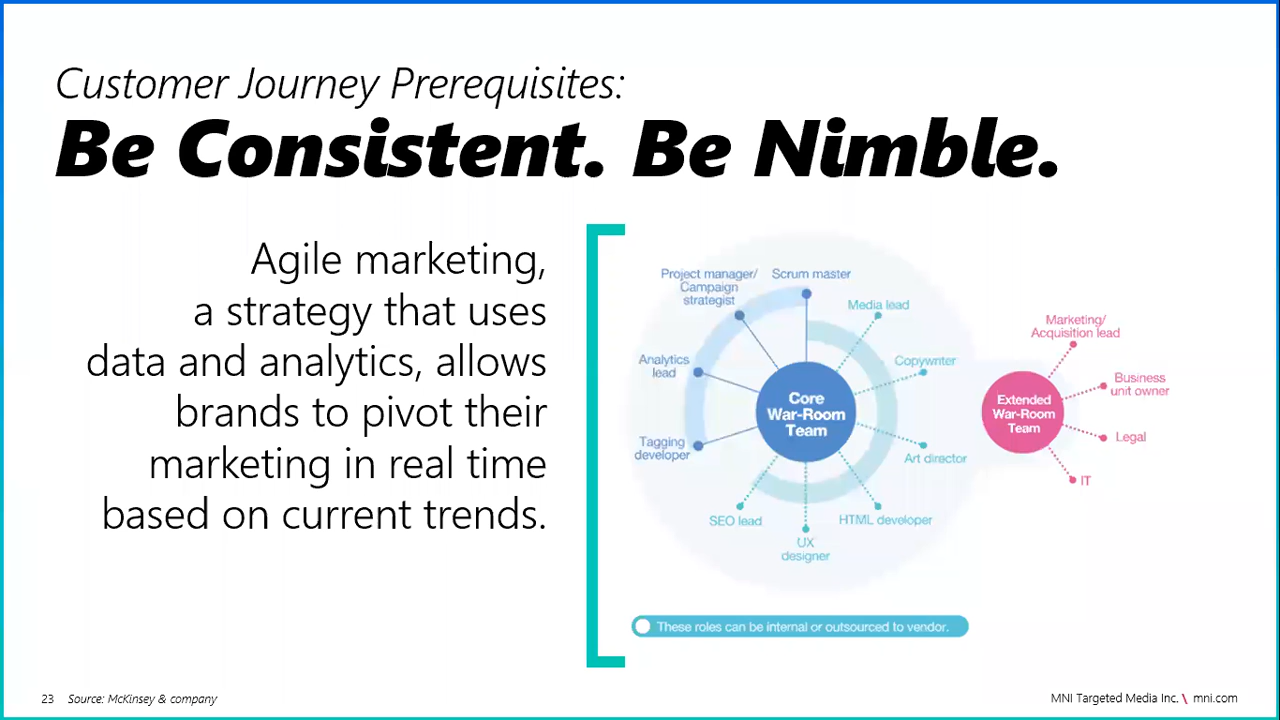 Customer Journey Prerequisites:
Be Consistent. Be Nimble.
Agile marketing,
a strategy that uses
data and analytics, allows
brands to pivot their
marketing in real time
based on current trends.
Project manager/
Campaign
strategist
Scrum master
Media lead
Analytics
lead
Copywriter
Core
War-Room
Team
Tagging
developer
Art director
SEO lead
UX
designer
HTML developer
Marketing/
Acquisition lead
Business
unit owner
Extended
War-Room
Team
Legal
IT
These roles can be internal or outsourced to vendor.
23 Source: McKinsey & company
MNI Targeted Media Inc. \ mni.com